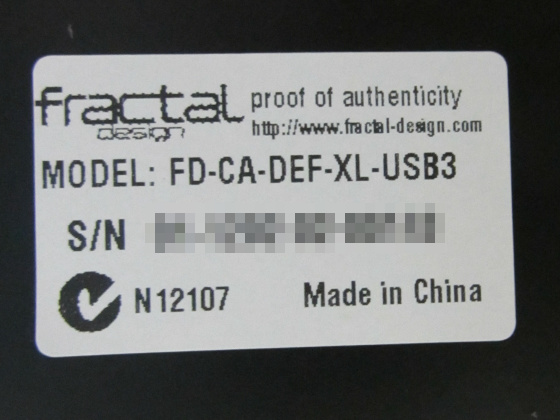 fractal
design
proof of authenticity
http://www.fractal-design.com
MODEL: FD-CA-DEF-XL-USB3
S/N
N12107
Made in China